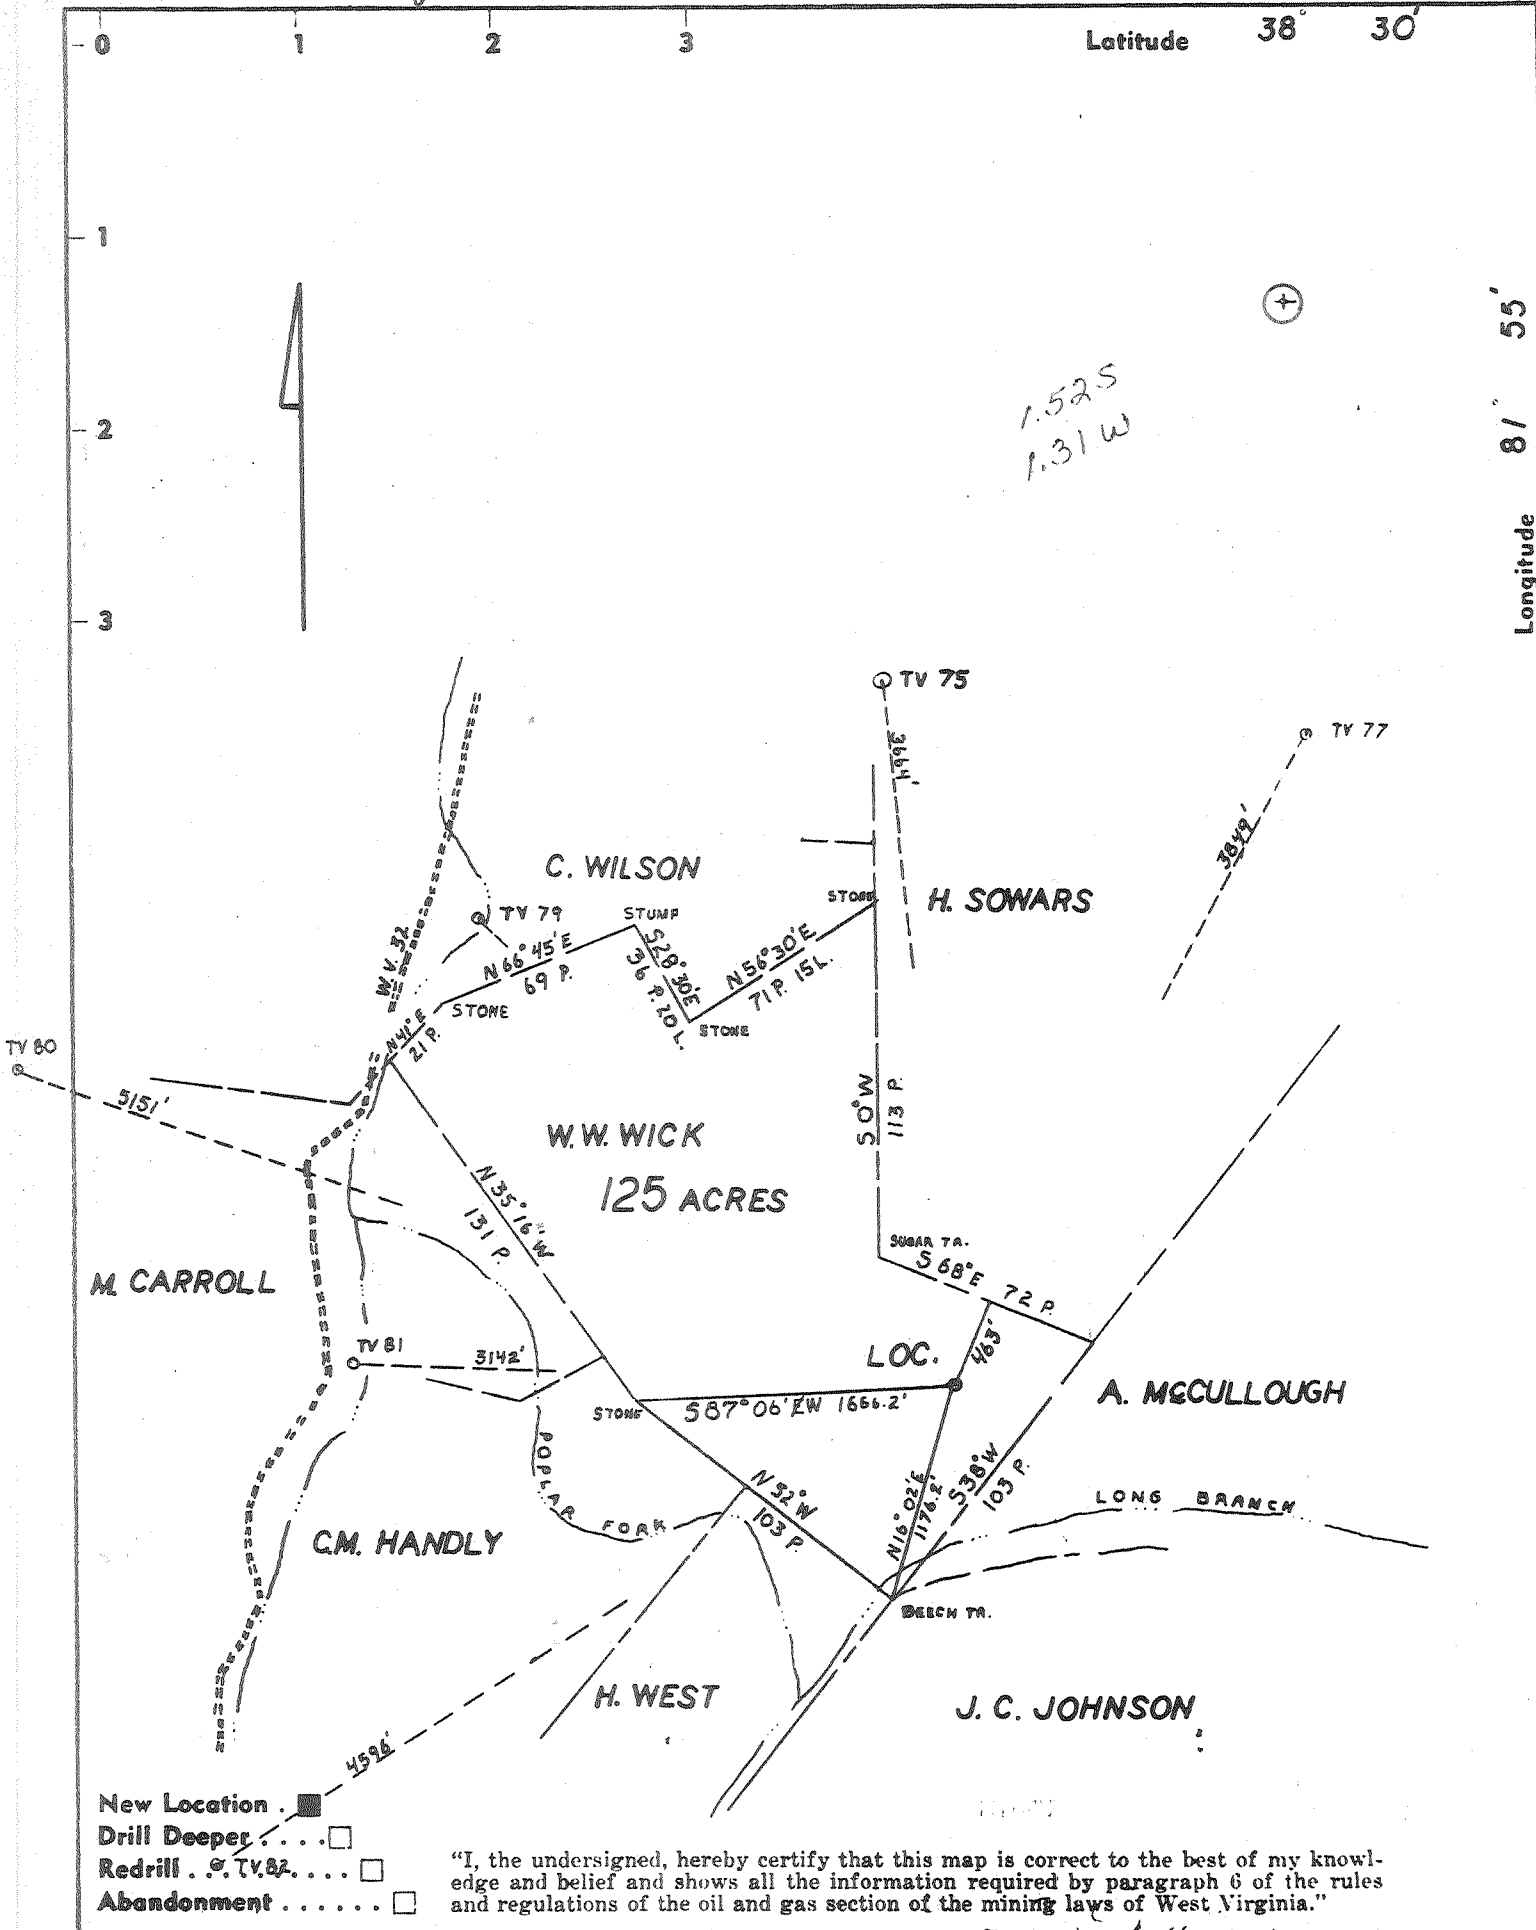 0 1 2 3 Latitude 38° 30'
1
2
3
Longitude 81° 55'
1.52 S
1.31 W
TV 75
3664'
TV 77
3849'
C. WILSON
H. SOWARS
TV 79
STUMP
STONE
W.V. 32
N 66° 45' E
69 P.
S 28° 30' E
36 P. 20 L.
N 56° 30' E
71 P. 15 L.
STONE
STONE
N 41° E
21 P.
TV 80
5151'
W. W. WICK
125 ACRES
S 0° W
113 P.
N 35° 16' W
131 P.
SUGAR TR.
S 68° E 72 P.
M. CARROLL
TV 81
3142'
LOC.
463'
A. McCULLOUGH
STONE
S 87° 06' W 1666.2'
POPLAR FORK
N 52° W
103 P.
N 16° 02' E
1176.2'
S 38° W
103 P.
LONG BRANCH
C.M. HANDLY
BEECH TR.
H. WEST
J. C. JOHNSON
4596'
New Location .
Drill Deeper . . . .
Redrill . . . . . . .
T.V. 82
Abandonment . . . . . .
"I, the undersigned, hereby certify that this map is correct to the best of my knowl-
edge and belief and shows all the information required by paragraph 6 of the rules
and regulations of the oil and gas section of the mining laws of West Virginia."